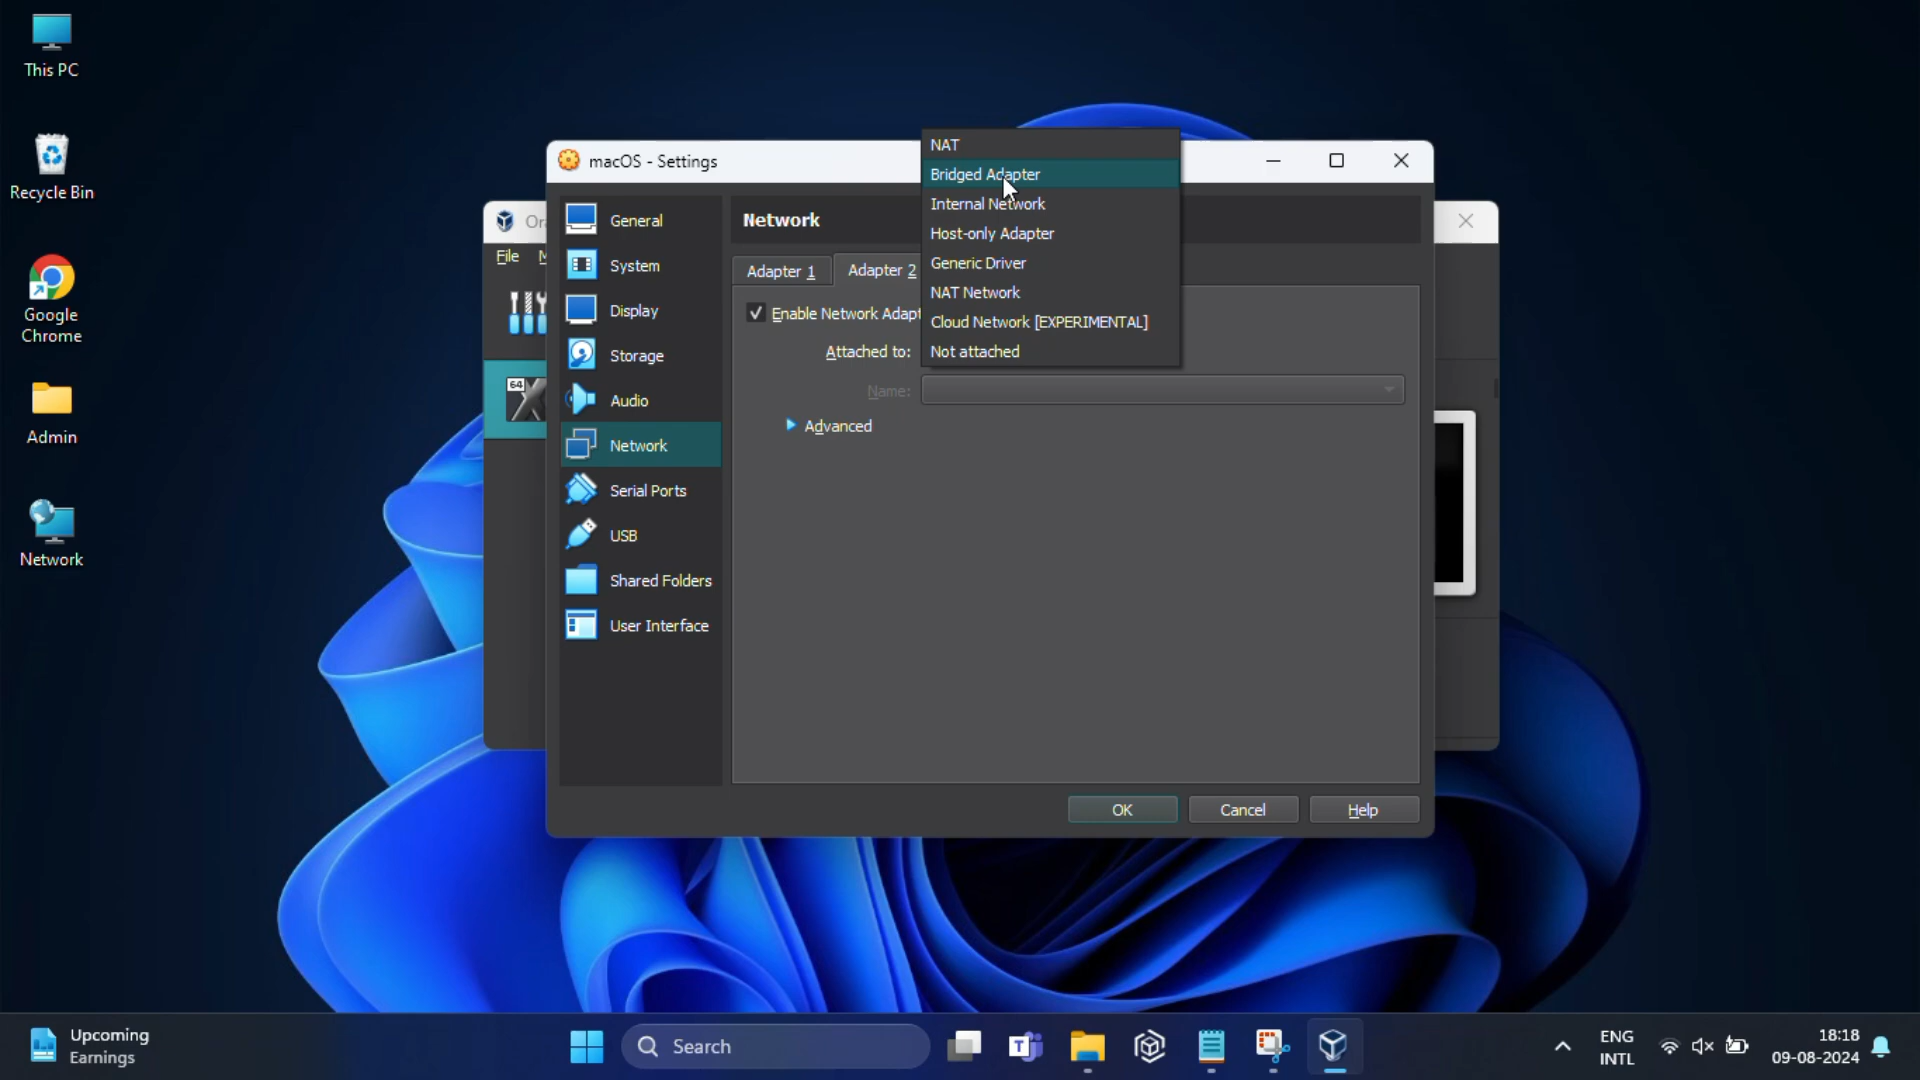 This PC
Recycle Bin
Google
Chrome
Admin
Network
File
64
macOS - Settings
General
System
Display
Storage
Audio
Network
Serial Ports
USB
Shared Folders
User Interface
Network
Adapter 1
Adapter 2
Enable Network Adapt
Attached to:
Name:
Advanced
NAT
Bridged Adapter
Internal Network
Host-only Adapter
Generic Driver
NAT Network
Cloud Network [EXPERIMENTAL]
Not attached
OK
Cancel
Help
Upcoming
Earnings
Search
ENG
INTL
18:18
09-08-2024